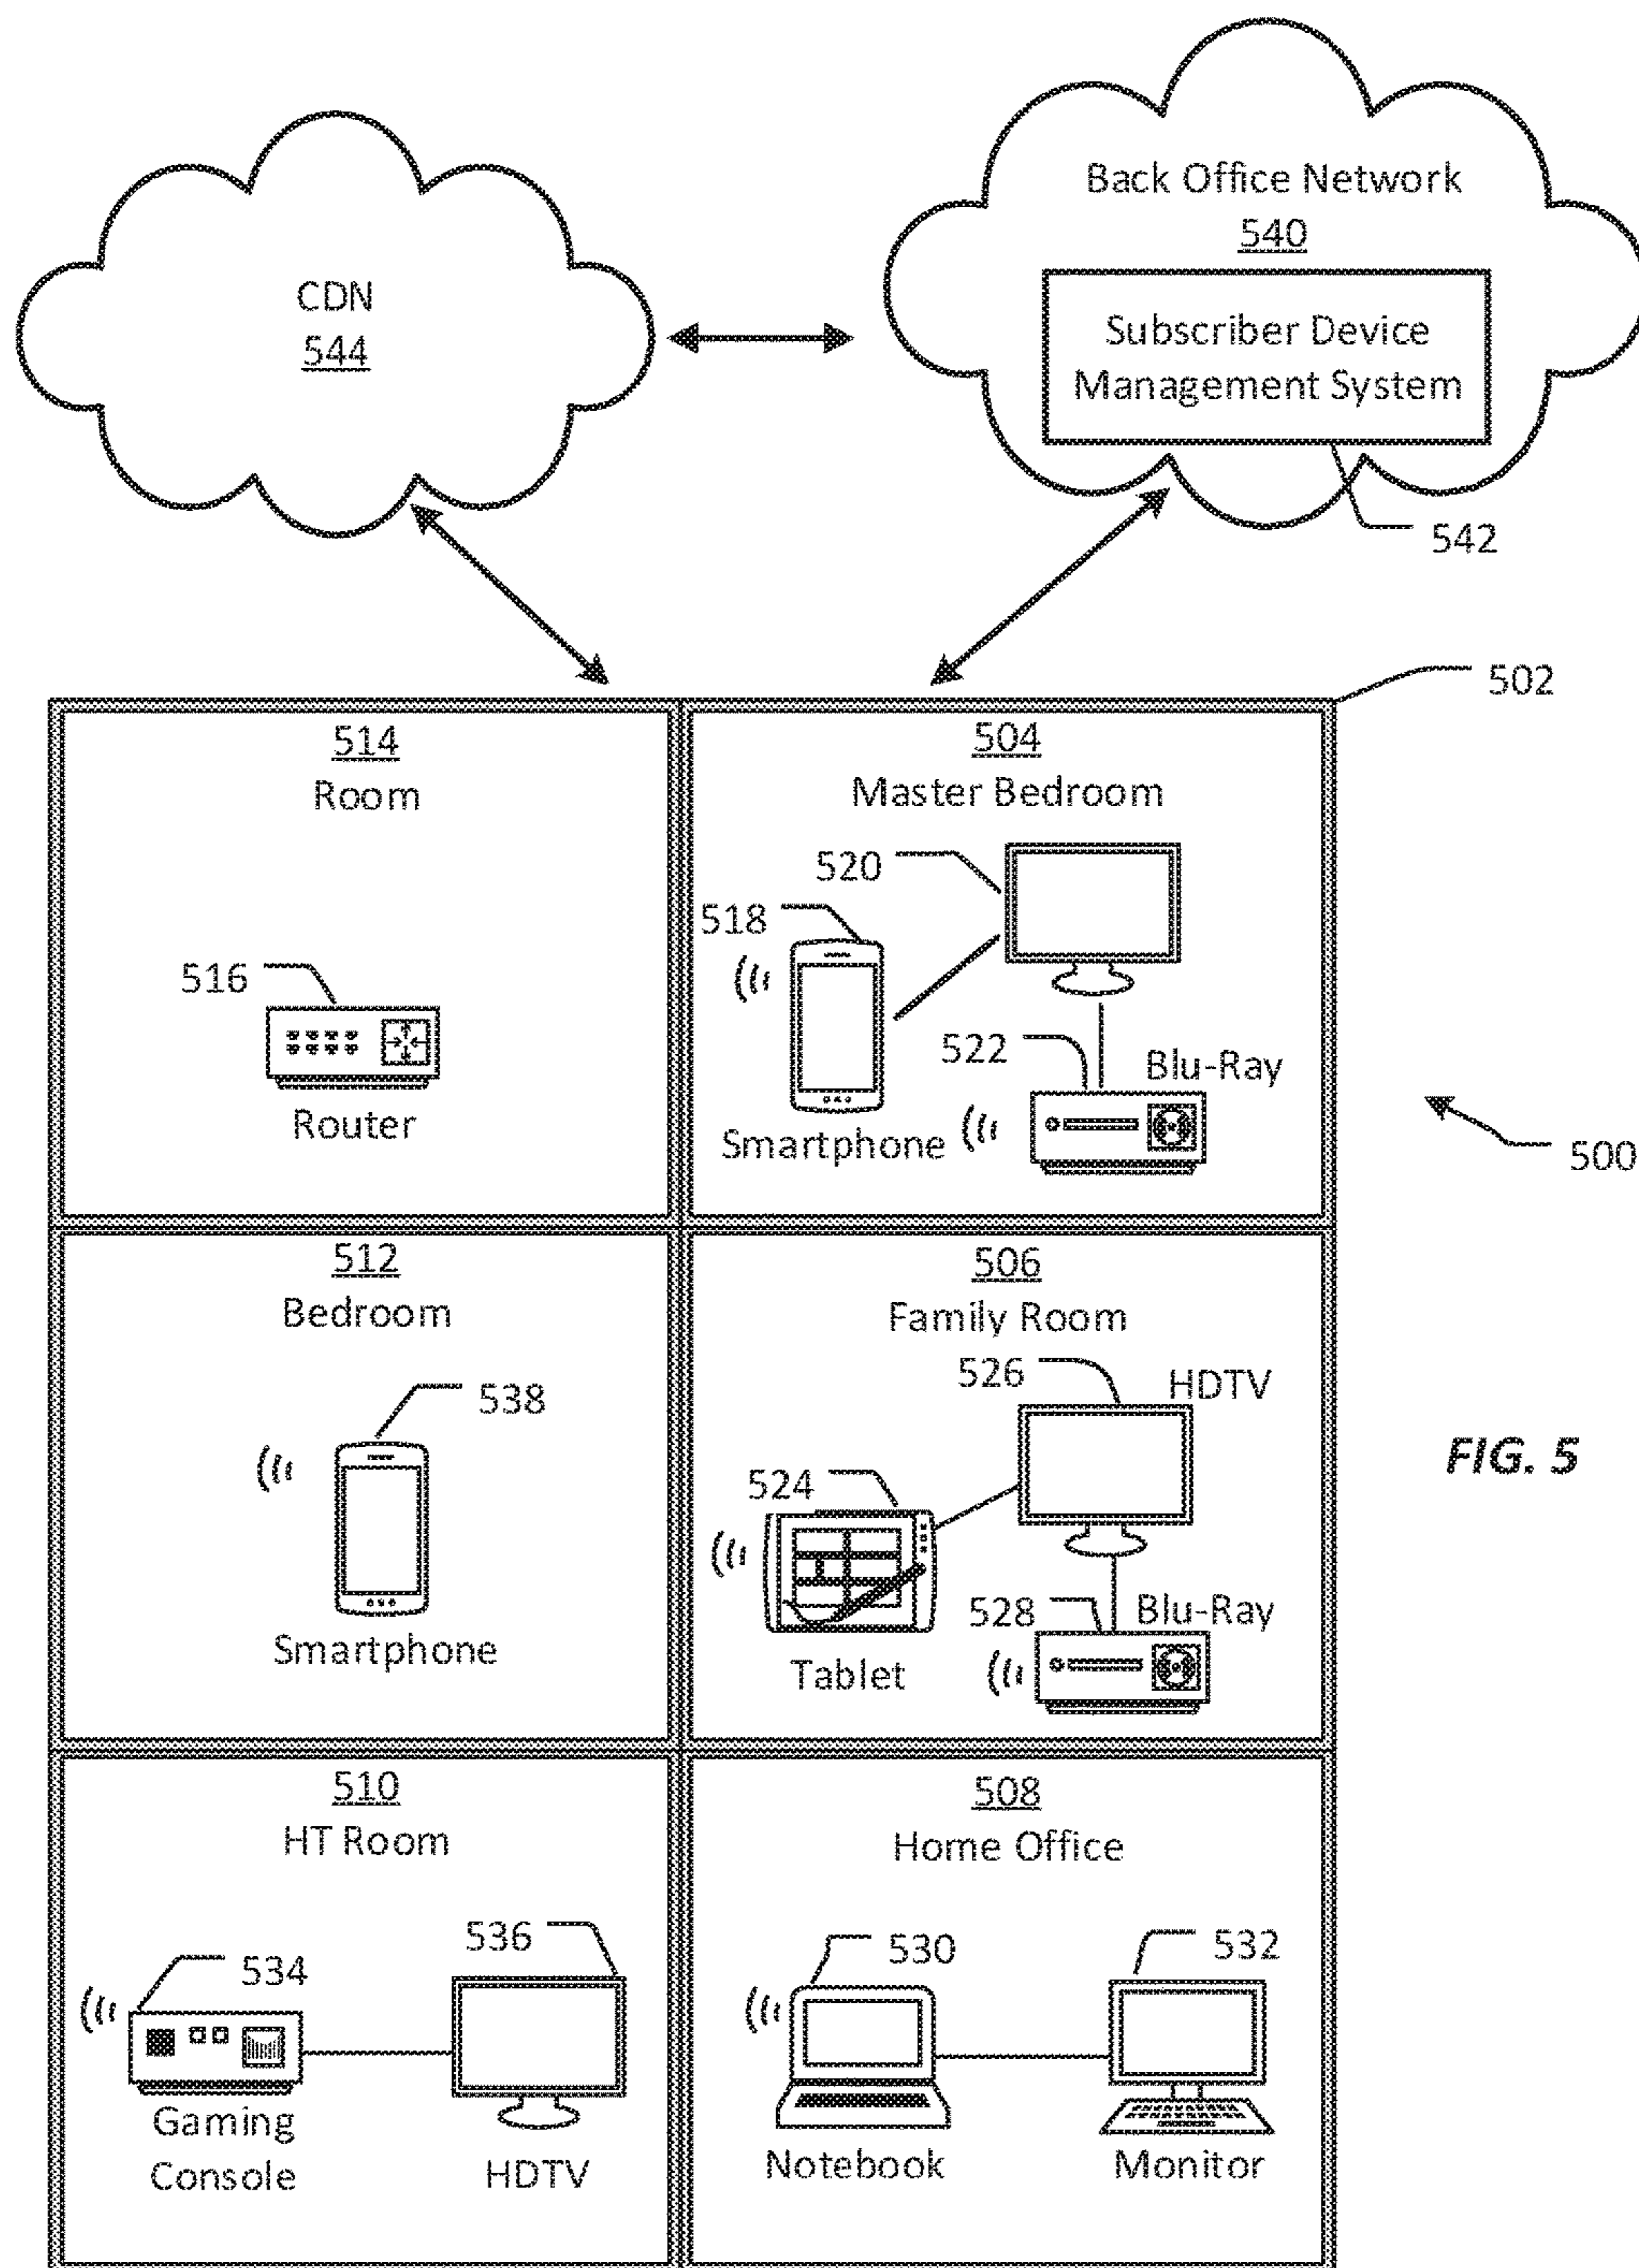 CDN
544
Back Office Network
540
Subscriber Device
Management System
542
502
514
Room
516
Router
504
Master Bedroom
520
518
522
Blu-Ray
Smartphone
500
512
Bedroom
538
Smartphone
506
Family Room
526
HDTV
524
528
Blu-Ray
Tablet
FIG. 5
510
HT Room
536
534
Gaming
Console
HDTV
508
Home Office
530
532
Notebook
Monitor